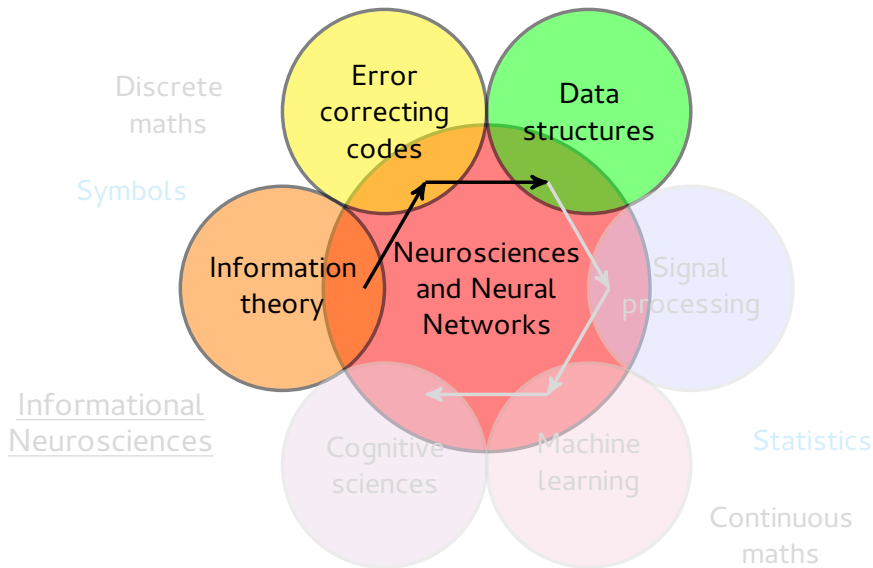 Discrete
maths
Error
correcting
codes
Data
structures
Symbols
Information
theory
Neurosciences
and Neural
Networks
Signal
processing
Informational
Neurosciences
Cognitive
sciences
Machine
learning
Statistics
Continuous
maths